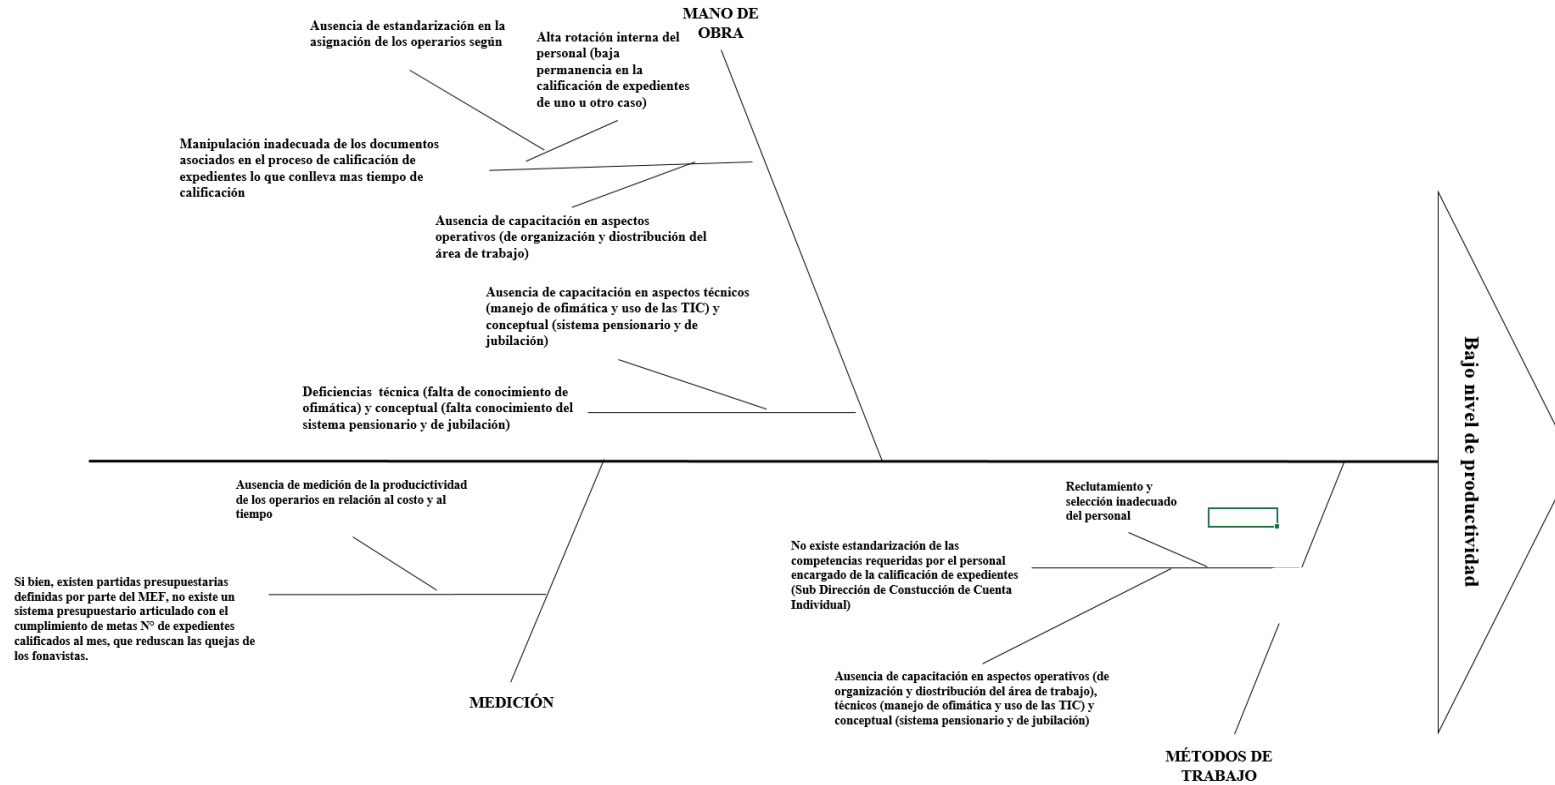 MANO DE
OBRA
Ausencia de estandarización en la
asignación de los operarios según
Alta rotación interna del
personal (baja
permanencia en la
calificación de expedientes
de uno u otro caso)
Manipulación inadecuada de los documentos
asociados en el proceso de calificación de
expedientes lo que conlleva mas tiempo de
calificación
Ausencia de capacitación en aspectos
operativos (de organización y diostribución del
área de trabajo)
Ausencia de capacitación en aspectos técnicos
(manejo de ofimática y uso de las TIC) y
conceptual (sistema pensionario y de
jubilación)
Deficiencias técnica (falta de conocimiento de
ofimática) y conceptual (falta conocimiento del
sistema pensionario y de jubilación)
Bajo nivel de productividad
Ausencia de medición de la producictividad
de los operarios en relación al costo y al
tiempo
Si bien, existen partidas presupuestarias
definidas por parte del MEF, no existe un
sistema presupuestario articulado con el
cumplimiento de metas N° de expedientes
calificados al mes, que reduscan las quejas de
los fonavistas.
MEDICIÓN
Reclutamiento y
selección inadecuado
del personal
No existe estandarización de las
competencias requeridas por el personal
encargado de la calificación de expedientes
(Sub Dirección de Constucción de Cuenta
Individual)
Ausencia de capacitación en aspectos operativos (de
organización y diostribución del área de trabajo),
técnicos (manejo de ofimática y uso de las TIC) y
conceptual (sistema pensionario y de jubilación)
MÉTODOS DE
TRABAJO